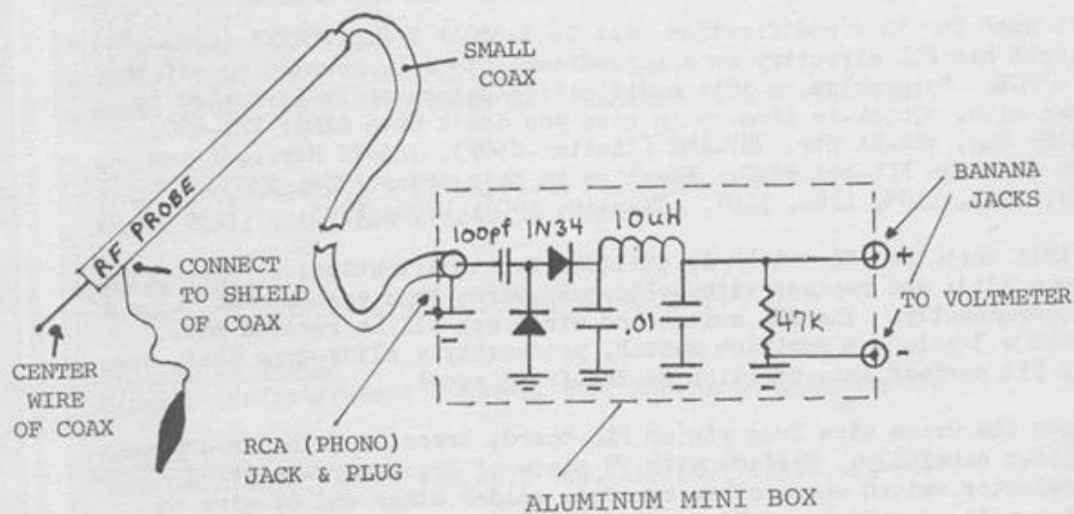 SMALL
COAX
RF PROBE
CONNECT
TO SHIELD
OF COAX
CENTER
WIRE
OF COAX
RCA (PHONO)
JACK & PLUG
100pf 1N34
10uH
.01
47K
BANANA
JACKS
+
TO VOLTMETER
-
ALUMINUM MINI BOX